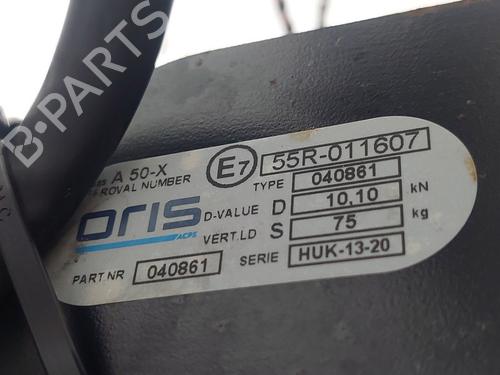 B-PARTS
A 50-X
ROVAL NUMBER
E7
55R-011607
TYPE 040861
oris
ACPS
D-VALUE D 10,10 kN
VERT.LD S 75 kg
PART NR 040861
SERIE HUK-13-20